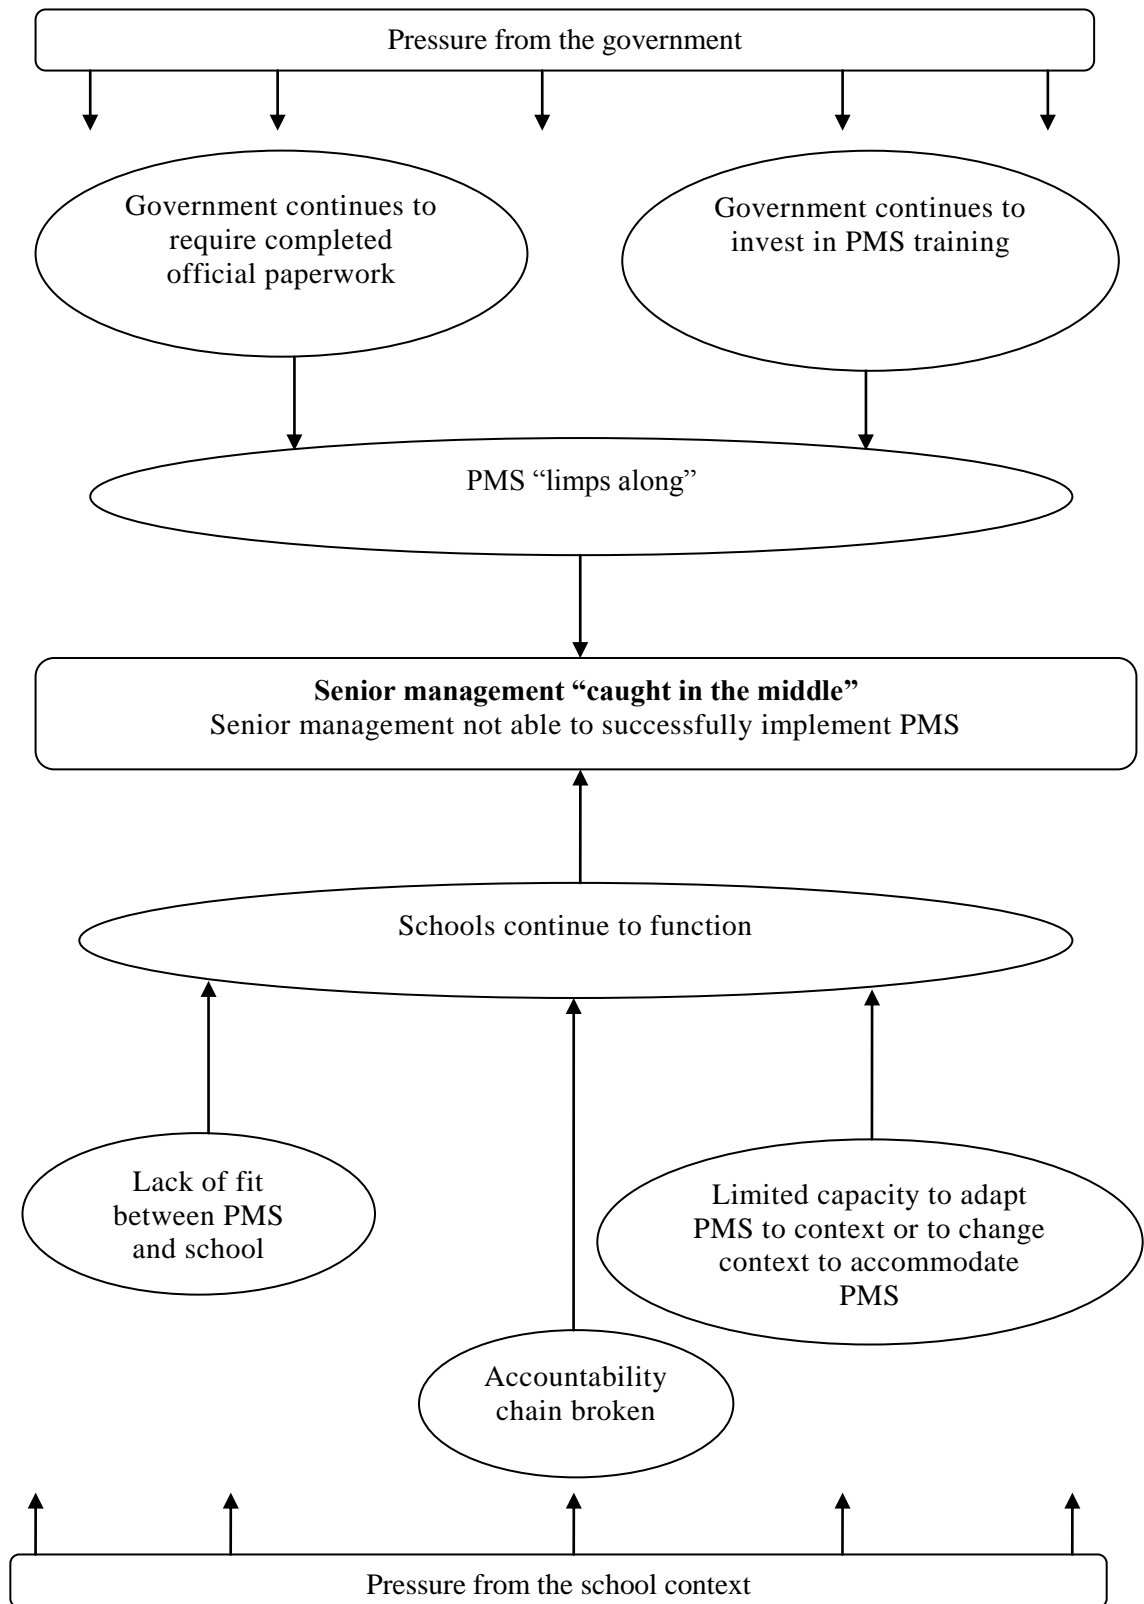 Pressure from the government
Government continues to
require completed
official paperwork
Government continues to
invest in PMS training
PMS “limps along”
Senior management “caught in the middle”
Senior management not able to successfully implement PMS
Schools continue to function
Lack of fit
between PMS
and school
Limited capacity to adapt
PMS to context or to change
context to accommodate
PMS
Accountability
chain broken
Pressure from the school context